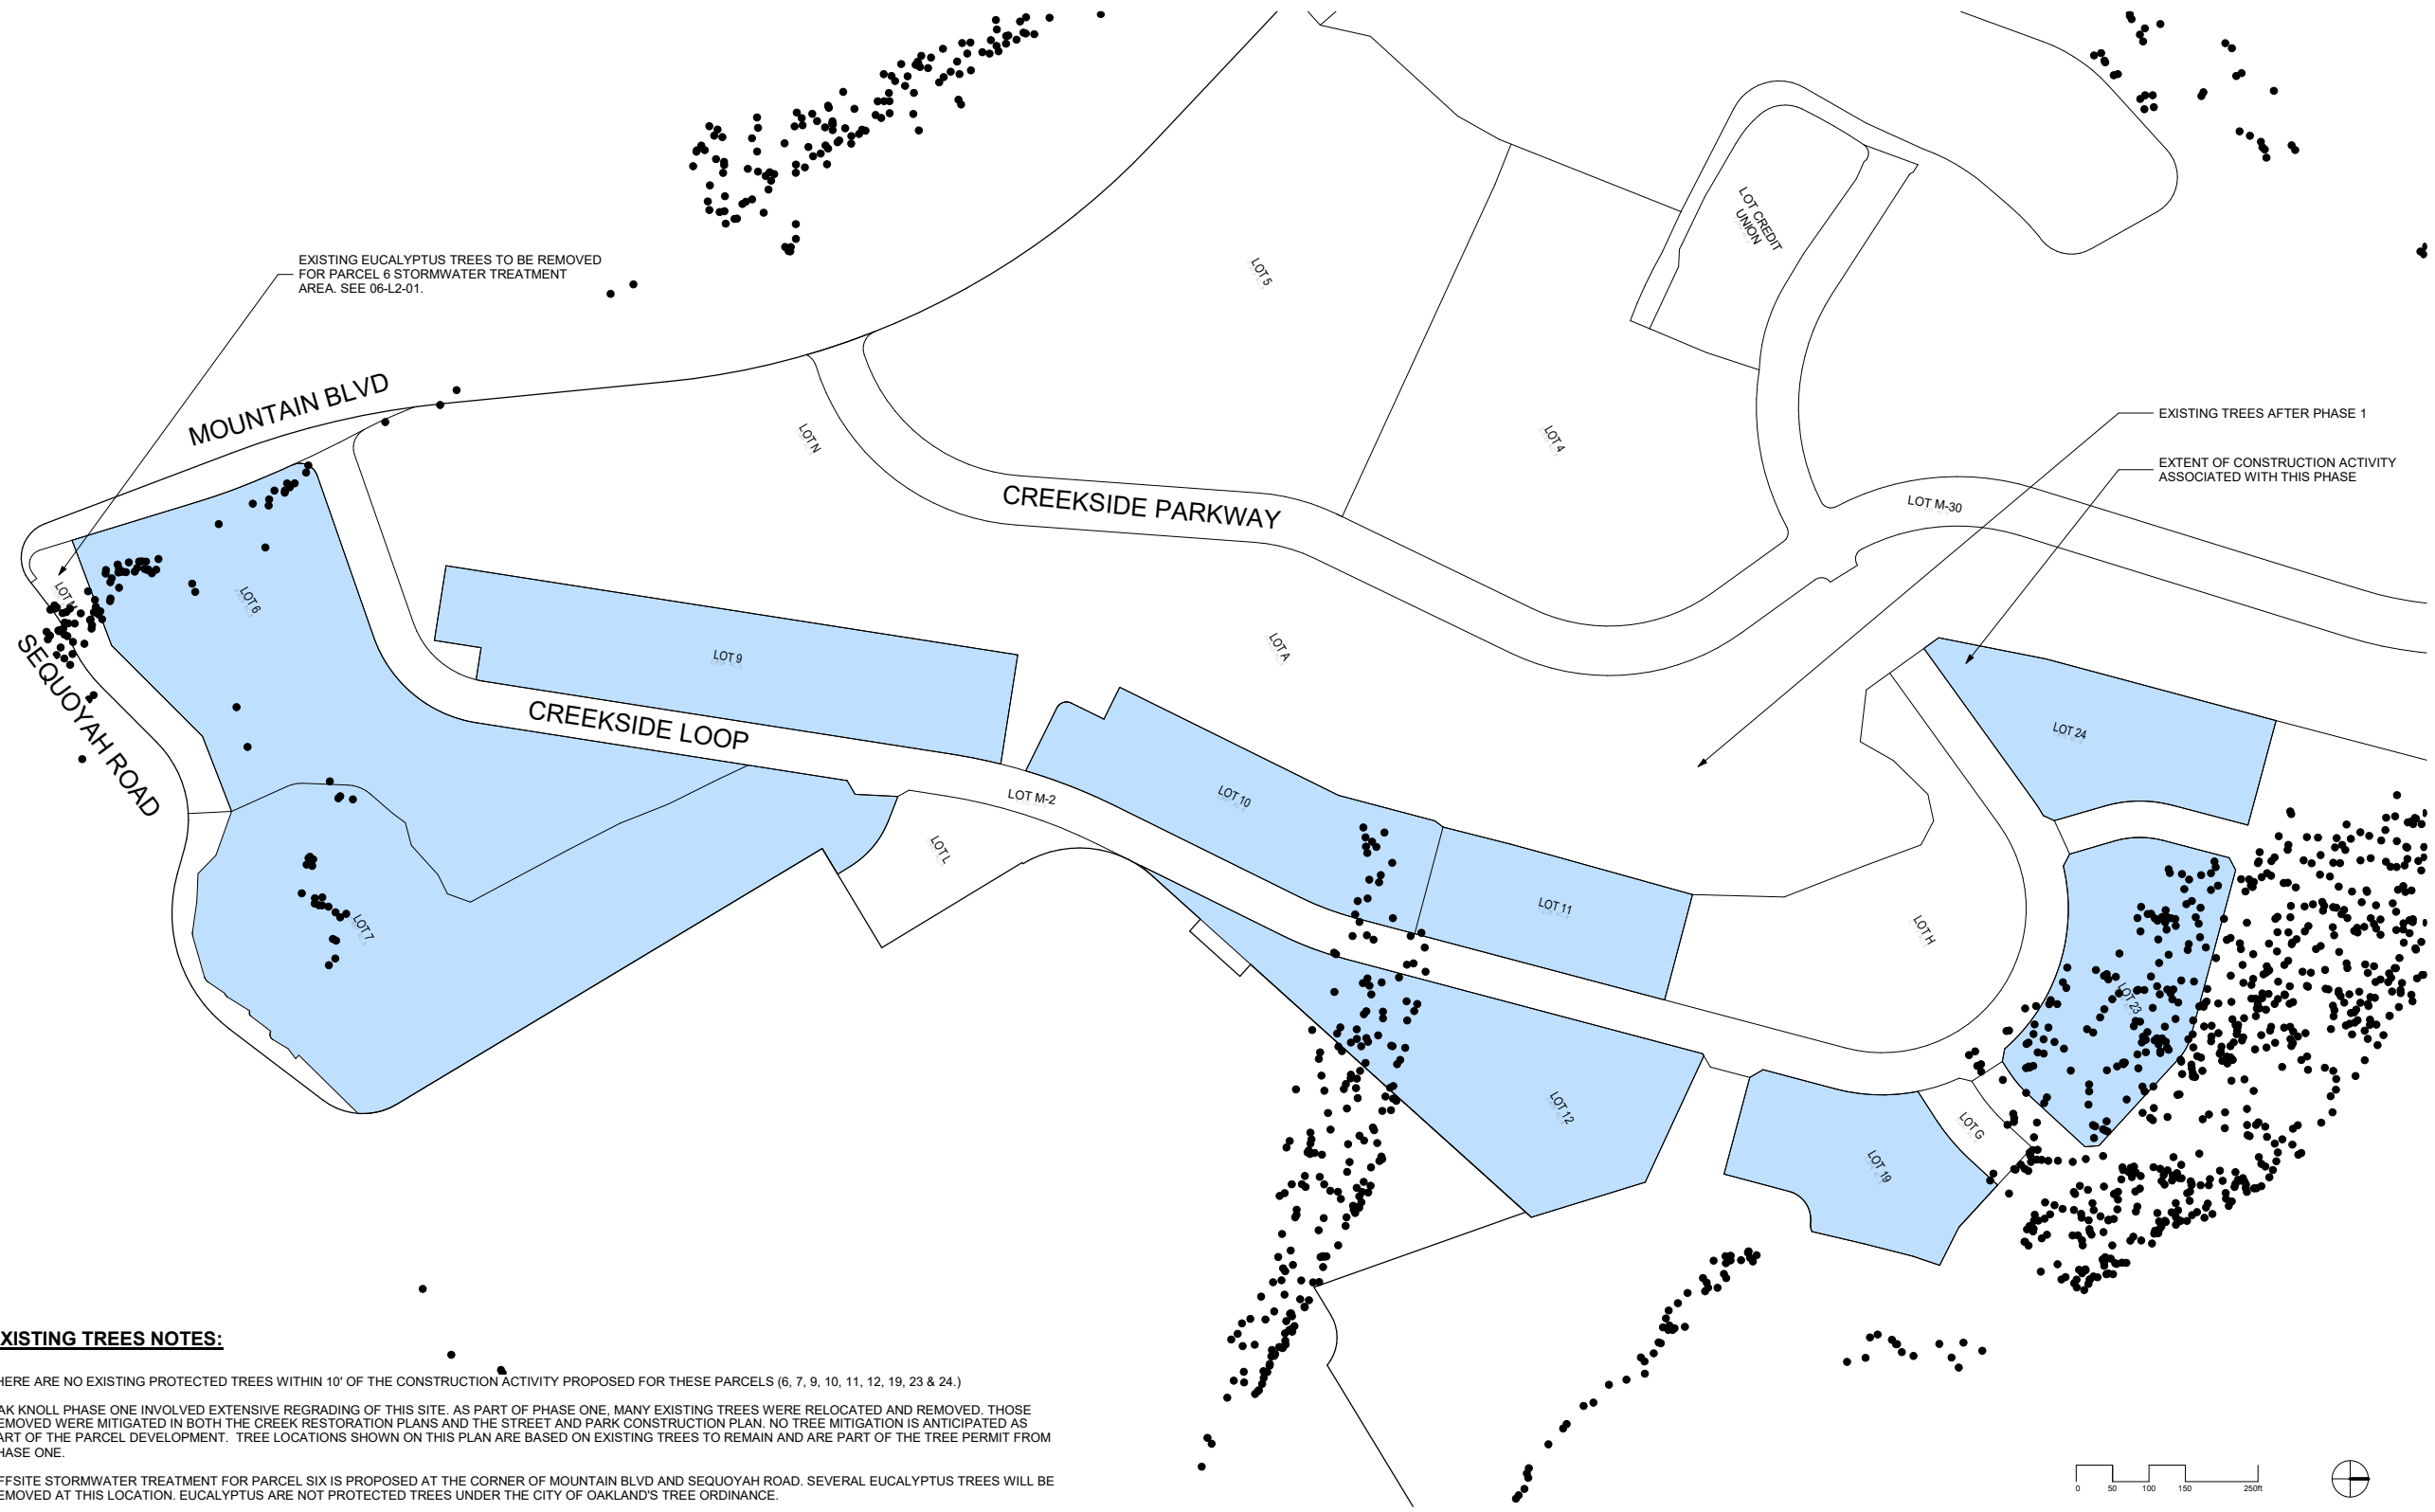 EXISTING EUCALYPTUS TREES TO BE REMOVED
FOR PARCEL 6 STORMWATER TREATMENT
AREA. SEE 06-L2-01.
LOT CREDIT
UNION
LOT 5
MOUNTAIN BLVD
LOT N
LOT 4
EXISTING TREES AFTER PHASE 1
EXTENT OF CONSTRUCTION ACTIVITY
ASSOCIATED WITH THIS PHASE
CREEKSIDE PARKWAY
LOT M-30
LOT M
LOT 6
LOT 9
LOT A
SEQUOYAH ROAD
CREEKSIDE LOOP
LOT 24
LOT M-2
LOT 10
LOT L
LOT 11
LOT 7
LOT H
LOT 23
LOT 12
LOT G
LOT 19
XISTING TREES NOTES:
HERE ARE NO EXISTING PROTECTED TREES WITHIN 10' OF THE CONSTRUCTION ACTIVITY PROPOSED FOR THESE PARCELS (6, 7, 9, 10, 11, 12, 19, 23 & 24.)
AK KNOLL PHASE ONE INVOLVED EXTENSIVE REGRADING OF THIS SITE. AS PART OF PHASE ONE, MANY EXISTING TREES WERE RELOCATED AND REMOVED. THOSE
EMOVED WERE MITIGATED IN BOTH THE CREEK RESTORATION PLANS AND THE STREET AND PARK CONSTRUCTION PLAN. NO TREE MITIGATION IS ANTICIPATED AS
ART OF THE PARCEL DEVELOPMENT. TREE LOCATIONS SHOWN ON THIS PLAN ARE BASED ON EXISTING TREES TO REMAIN AND ARE PART OF THE TREE PERMIT FROM
HASE ONE.
FFSITE STORMWATER TREATMENT FOR PARCEL SIX IS PROPOSED AT THE CORNER OF MOUNTAIN BLVD AND SEQUOYAH ROAD. SEVERAL EUCALYPTUS TREES WILL BE
EMOVED AT THIS LOCATION. EUCALYPTUS ARE NOT PROTECTED TREES UNDER THE CITY OF OAKLAND'S TREE ORDINANCE.
0 50 100 150 250ft